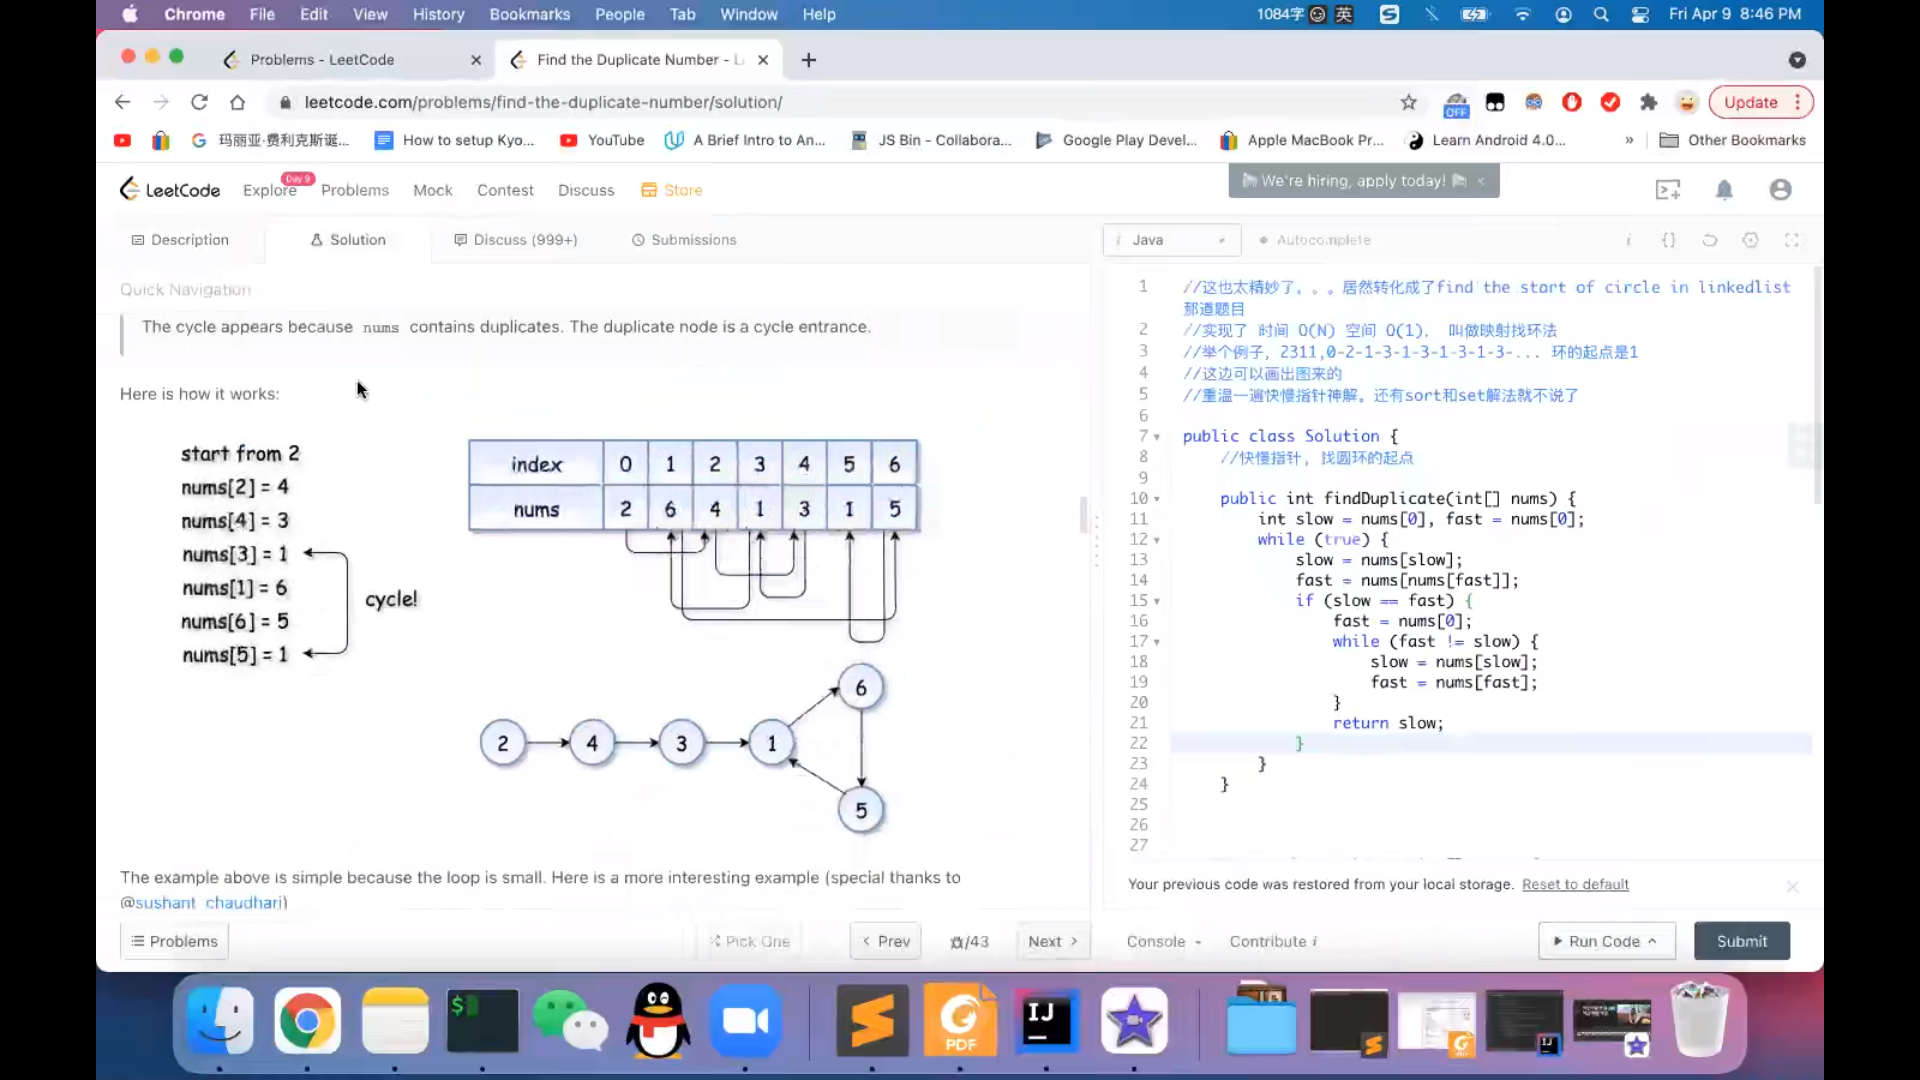 Chrome File Edit View History Bookmarks People Tab Window Help 1084字 英 Fri Apr 9 8:46 PM
Problems - LeetCode Find the Duplicate Number - L
leetcode.com/problems/find-the-duplicate-number/solution/ OFF Update
玛丽亚·费利克斯诞... How to setup Kyo... YouTube A Brief Intro to An... JS Bin - Collabora... Google Play Devel... Apple MacBook Pr... Learn Android 4.0... » Other Bookmarks
LeetCode Explore Day 9 Problems Mock Contest Discuss Store We're hiring, apply today!
Description Solution Discuss (999+) Submissions
Quick Navigation
The cycle appears because nums contains duplicates. The duplicate node is a cycle entrance.
Here is how it works:
start from 2
nums[2] = 4
nums[4] = 3
nums[3] = 1
nums[1] = 6
nums[6] = 5
nums[5] = 1
cycle!
index 0 1 2 3 4 5 6
nums 2 6 4 1 3 1 5
2 4 3 1 6 5
The example above is simple because the loop is small. Here is a more interesting example (special thanks to
@sushant_chaudhari)
Problems Pick One < Prev /43 Next >
Java Autocomplete
1 //这也太精妙了。。。居然转化成了find the start of circle in linkedlist
那道题目
2 //实现了 时间 O(N) 空间 O(1). 叫做映射找环法
3 //举个例子, 2311,0-2-1-3-1-3-1-3-1-3-... 环的起点是1
4 //这边可以画出图来的
5 //重温一遍快慢指针神解。还有sort和set解法就不说了
6
7 public class Solution {
8 //快慢指针, 找圆环的起点
9
10 public int findDuplicate(int[] nums) {
11 int slow = nums[0], fast = nums[0];
12 while (true) {
13 slow = nums[slow];
14 fast = nums[nums[fast]];
15 if (slow == fast) {
16 fast = nums[0];
17 while (fast != slow) {
18 slow = nums[slow];
19 fast = nums[fast];
20 }
21 return slow;
22 }
23 }
24 }
25
26
27
Your previous code was restored from your local storage. Reset to default
Console Contribute i Run Code Submit
PDF IJ